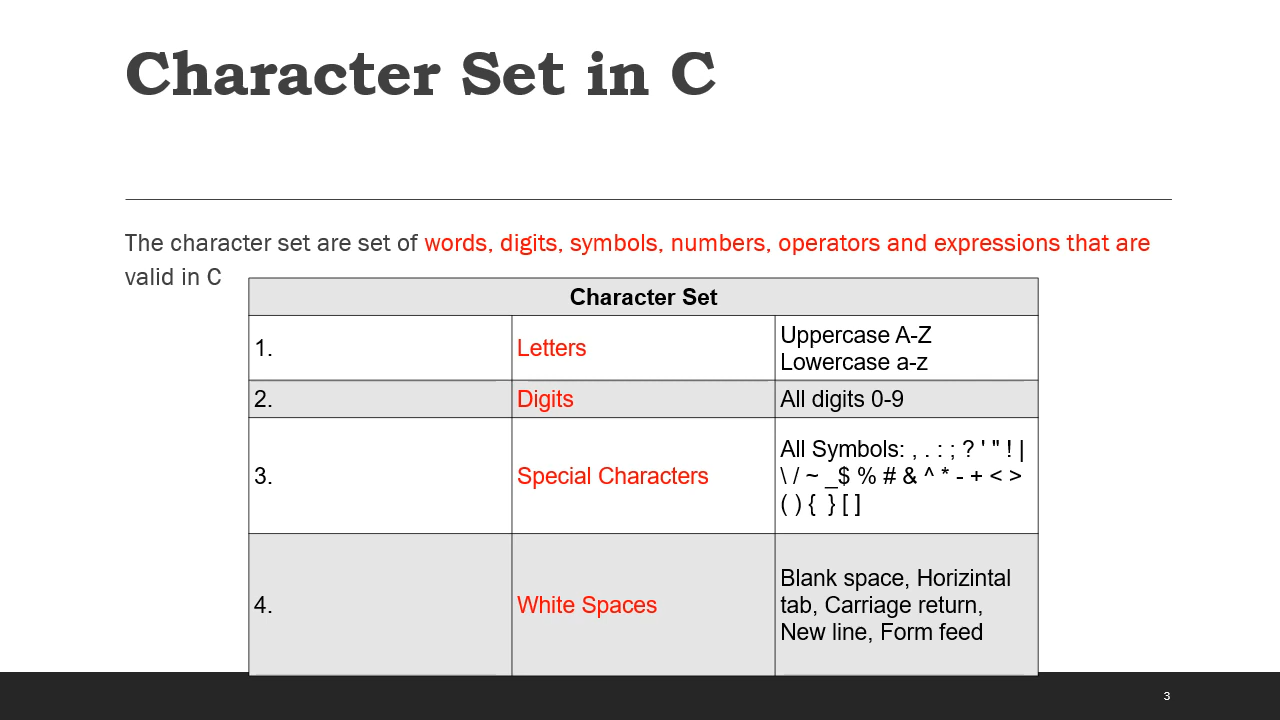 Character Set in C
The character set are set of words, digits, symbols, numbers, operators and expressions that are
valid in C
Character Set
1.
Letters
Uppercase A-Z
Lowercase a-z
2.
Digits
All digits 0-9
3.
Special Characters
All Symbols: , . : ; ? ' " ! |
\ / ~ _$ % # & ^ * - + < >
( ) { } [ ]
4.
White Spaces
Blank space, Horizintal
tab, Carriage return,
New line, Form feed
3